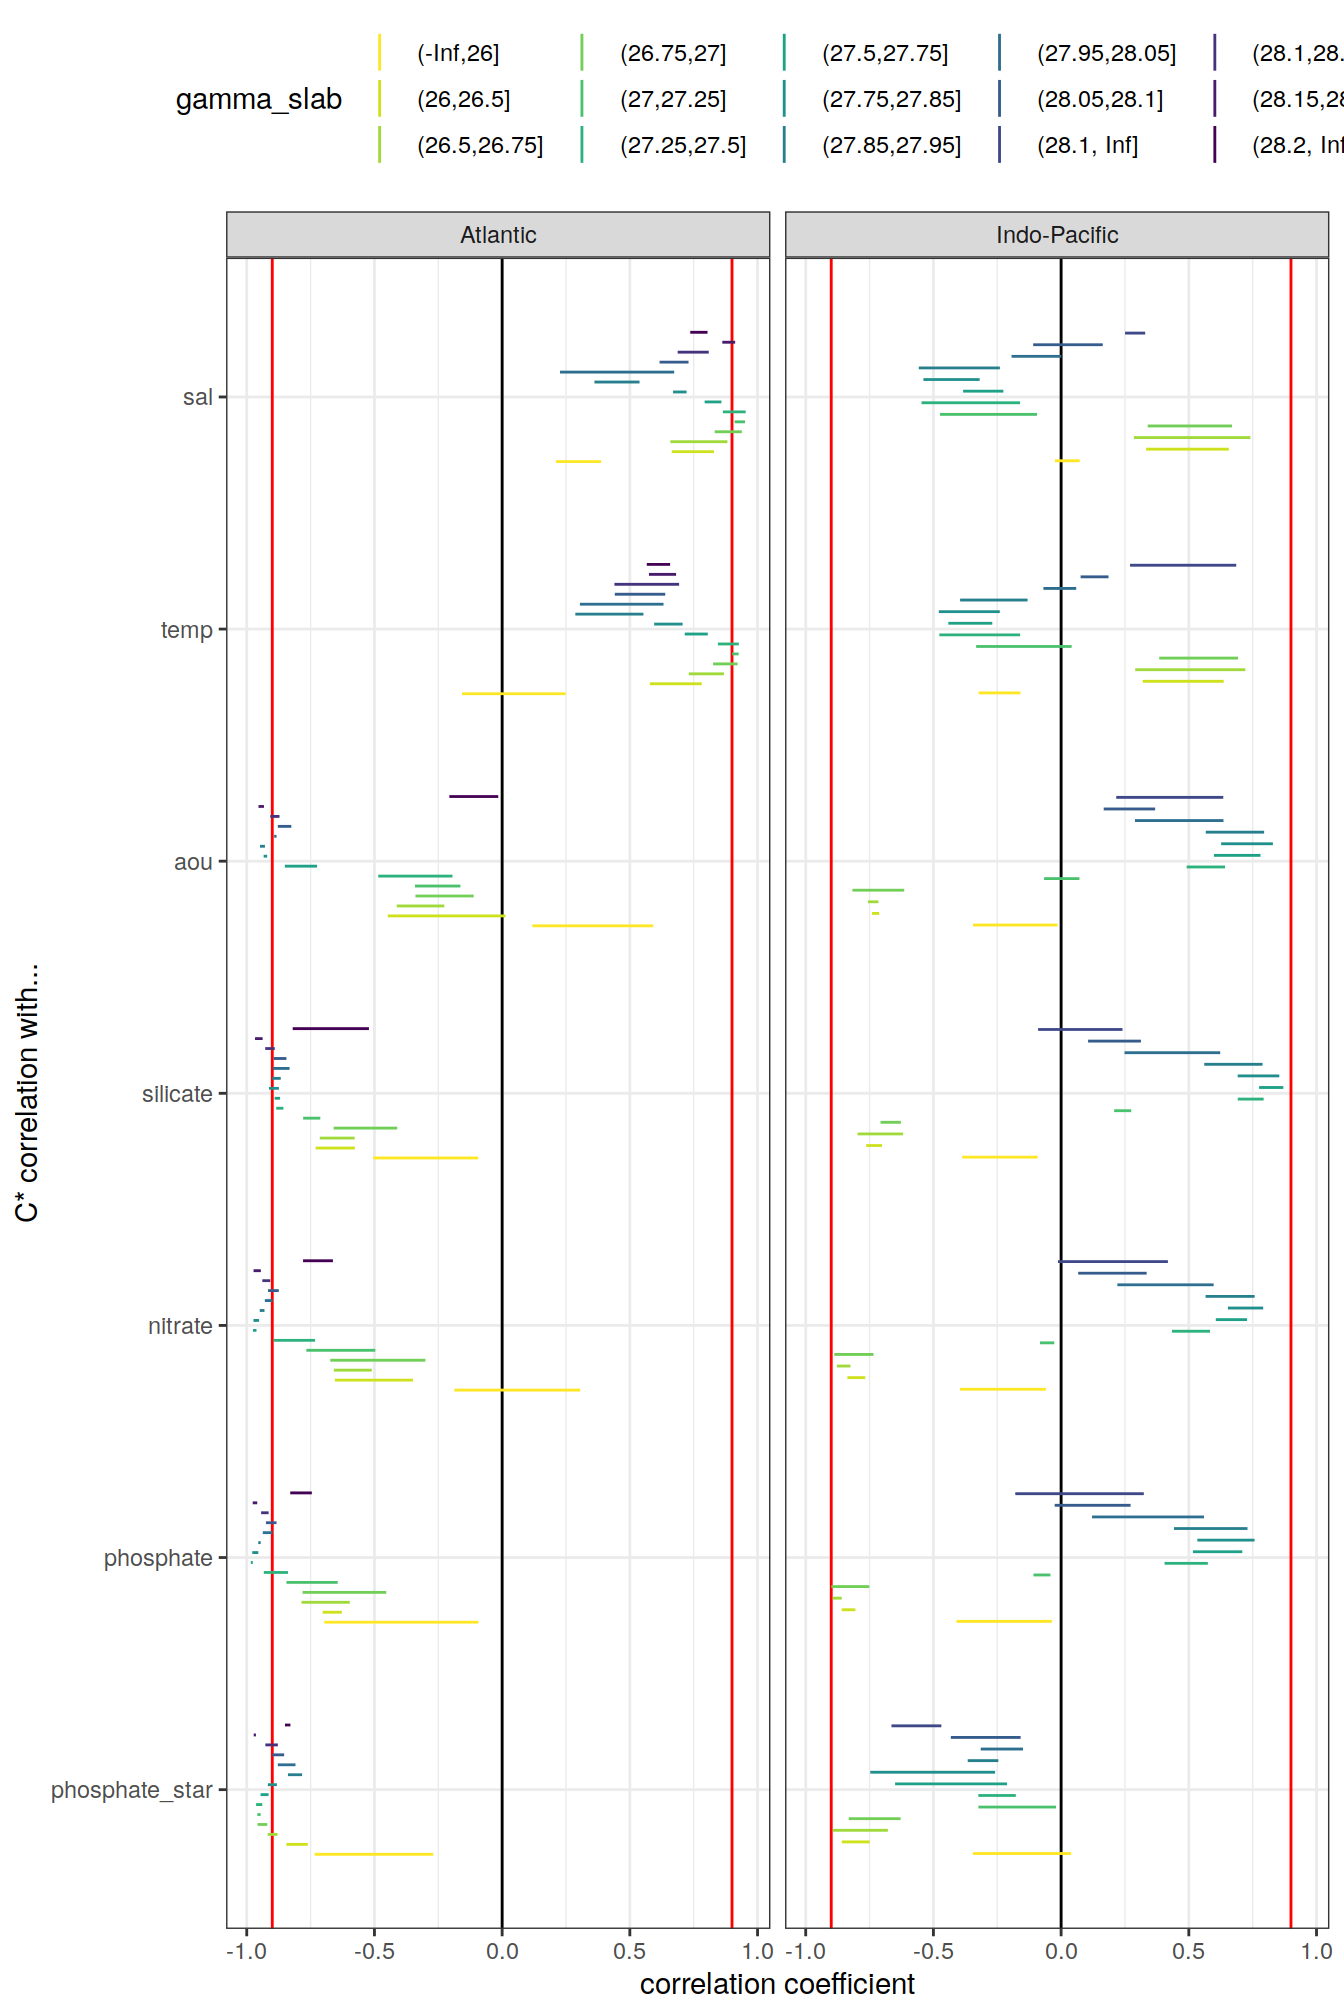 (-Inf,26] (26.75,27] (27.5,27.75] (27.95,28.05] (28.1,28.
gamma_slab (26,26.5] (27,27.25] (27.75,27.85] (28.05,28.1] (28.15,28
(26.5,26.75] (27.25,27.5] (27.85,27.95] (28.1, Inf] (28.2, Inf
Atlantic Indo-Pacific
sal
temp
aou
silicate
nitrate
phosphate
phosphate_star
C* correlation with...
-1.0 -0.5 0.0 0.5 1.0 -1.0 -0.5 0.0 0.5 1.0
correlation coefficient